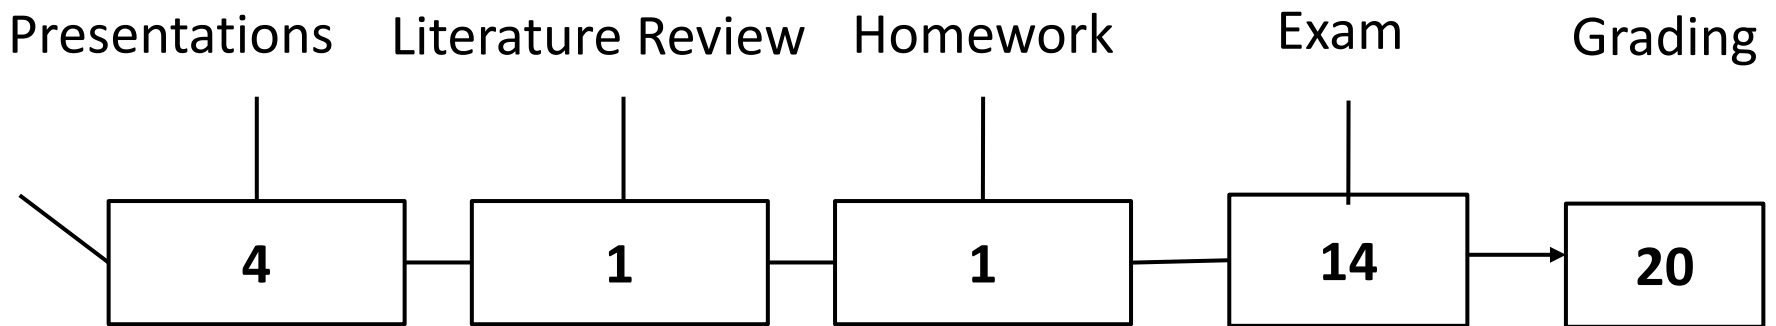 Presentations Literature Review Homework Exam Grading
4 1 1 14 20